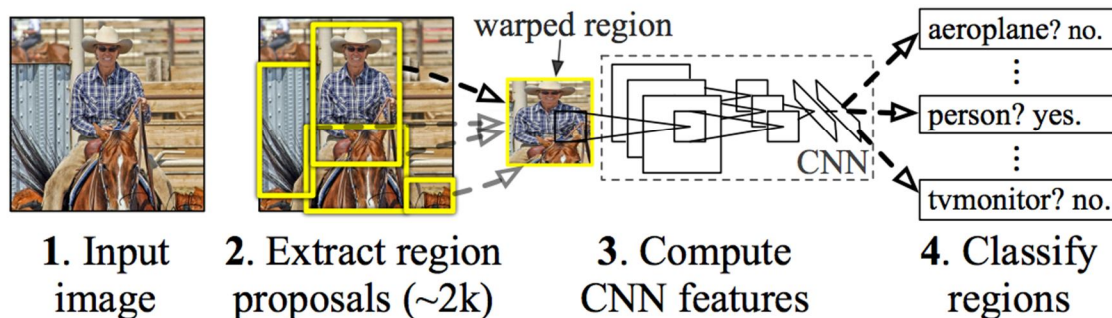 warped region
aeroplane? no.
person? yes.
CNN
tvmonitor? no.
1. Input
image
2. Extract region
proposals (~2k)
3. Compute
CNN features
4. Classify
regions